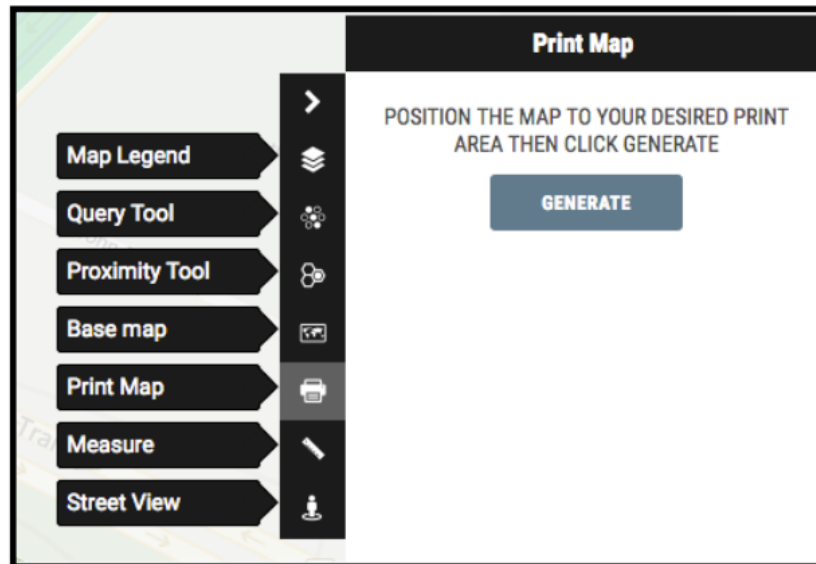 Print Map
POSITION THE MAP TO YOUR DESIRED PRINT
AREA THEN CLICK GENERATE
GENERATE
Map Legend
Query Tool
Proximity Tool
Base map
Print Map
Measure
Street View